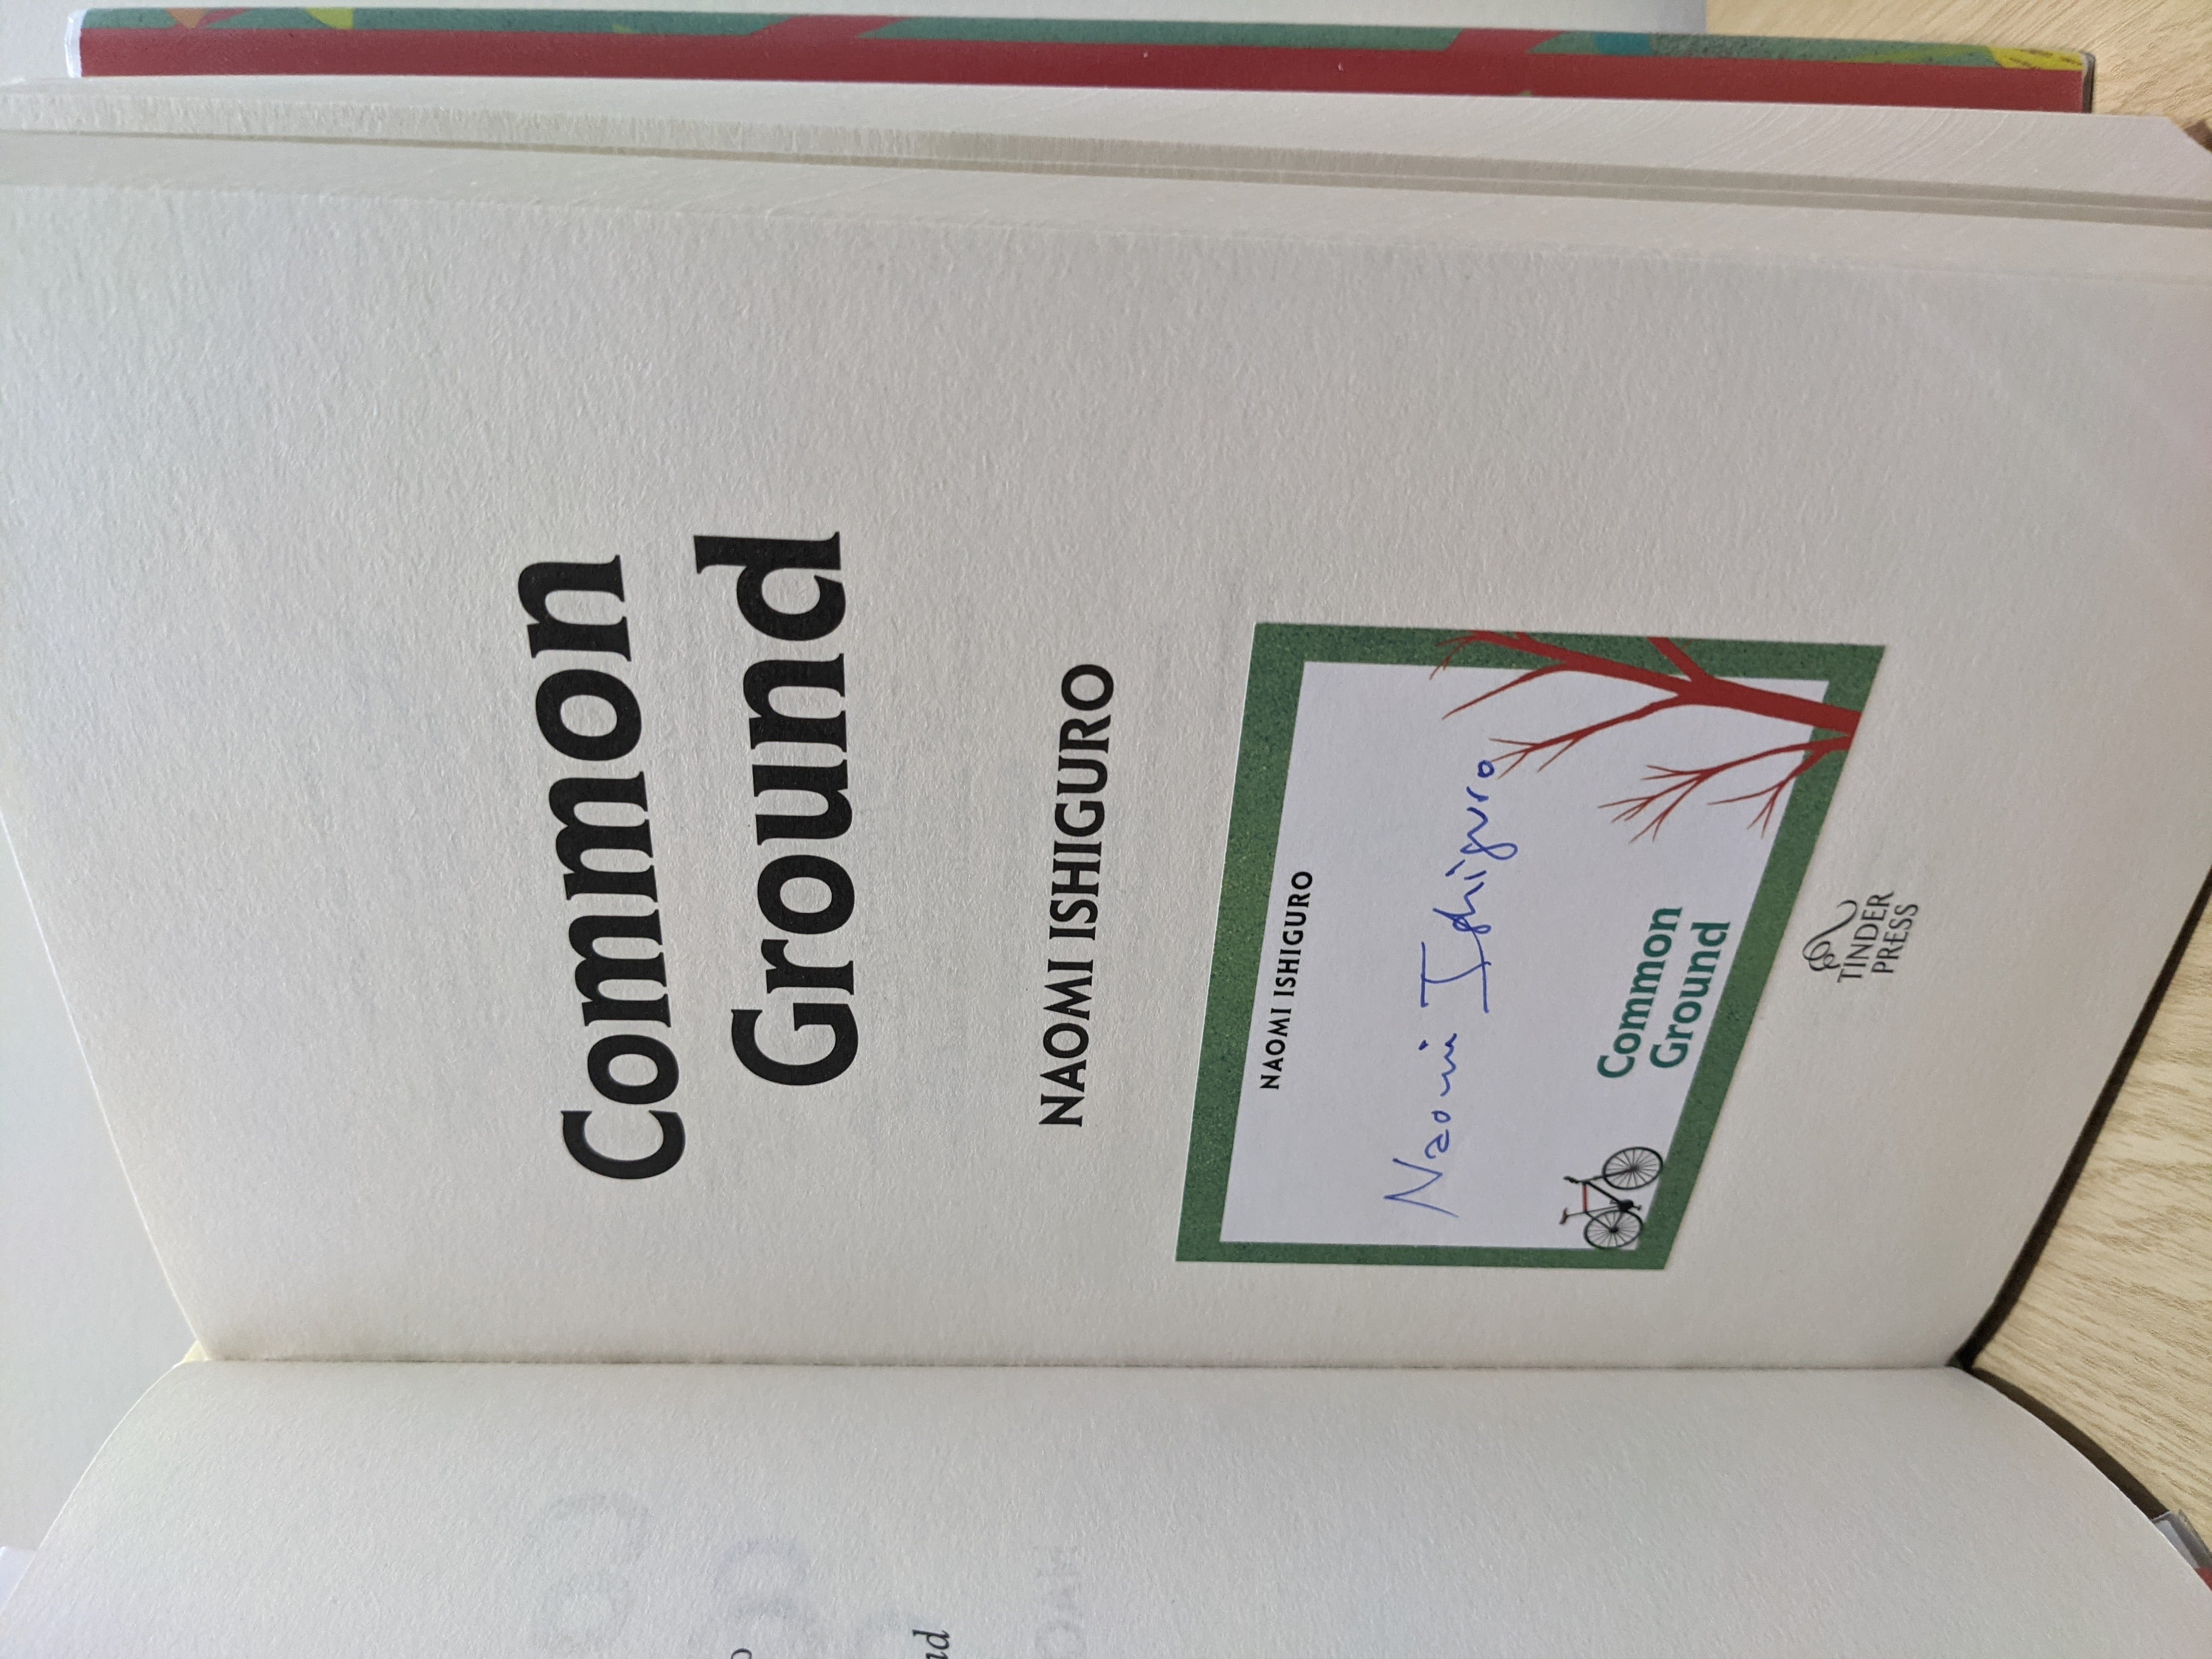 Common
Ground
NAOMI ISHIGURO
NAOMI ISHIGURO
Naomi Ishiguro
Common
Ground
TINDER
PRESS